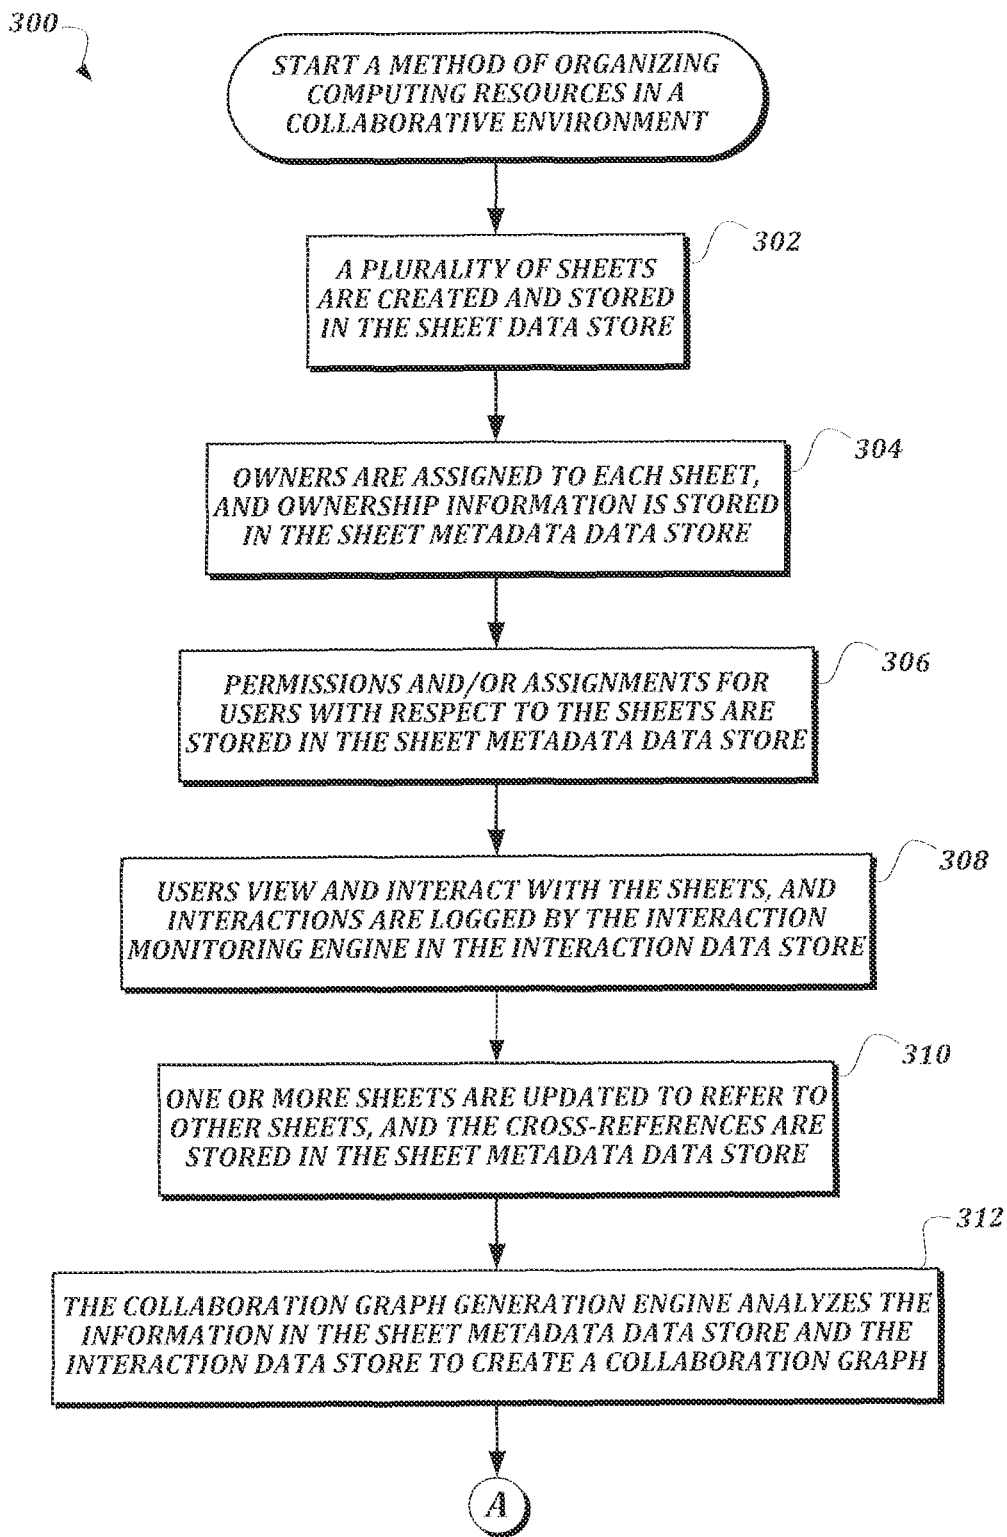 300
START A METHOD OF ORGANIZING
COMPUTING RESOURCES IN A
COLLABORATIVE ENVIRONMENT
302
A PLURALITY OF SHEETS
ARE CREATED AND STORED
IN THE SHEET DATA STORE
304
OWNERS ARE ASSIGNED TO EACH SHEET,
AND OWNERSHIP INFORMATION IS STORED
IN THE SHEET METADATA DATA STORE
306
PERMISSIONS AND/OR ASSIGNMENTS FOR
USERS WITH RESPECT TO THE SHEETS ARE
STORED IN THE SHEET METADATA DATA STORE
308
USERS VIEW AND INTERACT WITH THE SHEETS, AND
INTERACTIONS ARE LOGGED BY THE INTERACTION
MONITORING ENGINE IN THE INTERACTION DATA STORE
310
ONE OR MORE SHEETS ARE UPDATED TO REFER TO
OTHER SHEETS, AND THE CROSS-REFERENCES ARE
STORED IN THE SHEET METADATA DATA STORE
312
THE COLLABORATION GRAPH GENERATION ENGINE ANALYZES THE
INFORMATION IN THE SHEET METADATA DATA STORE AND THE
INTERACTION DATA STORE TO CREATE A COLLABORATION GRAPH
A